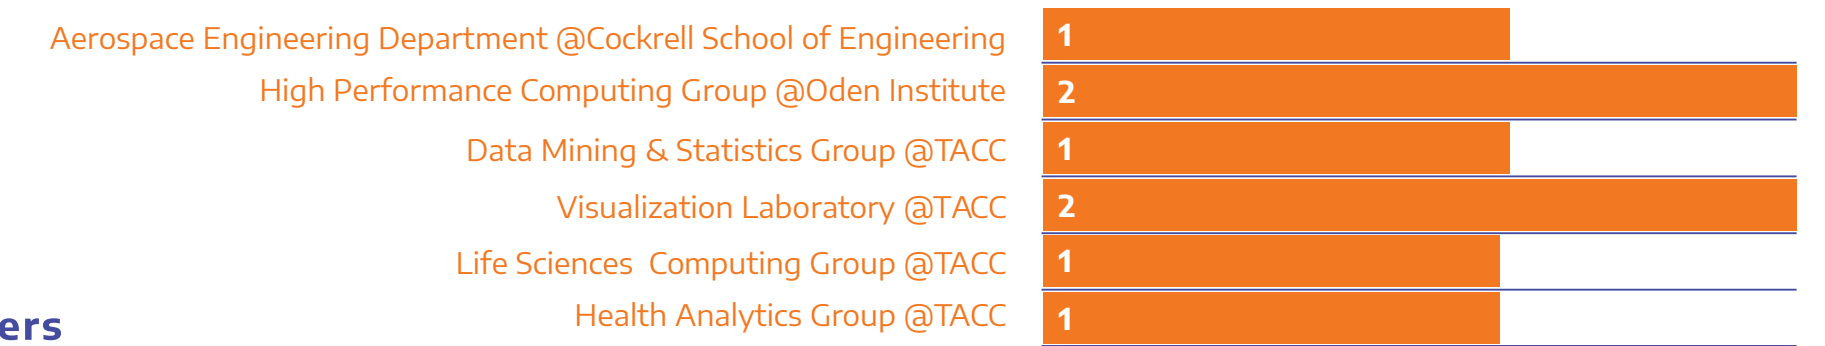 Aerospace Engineering Department @Cockrell School of Engineering 1
High Performance Computing Group @Oden Institute 2
Data Mining & Statistics Group @TACC 1
Visualization Laboratory @TACC 2
Life Sciences  Computing Group @TACC 1
Health Analytics Group @TACC 1
ers